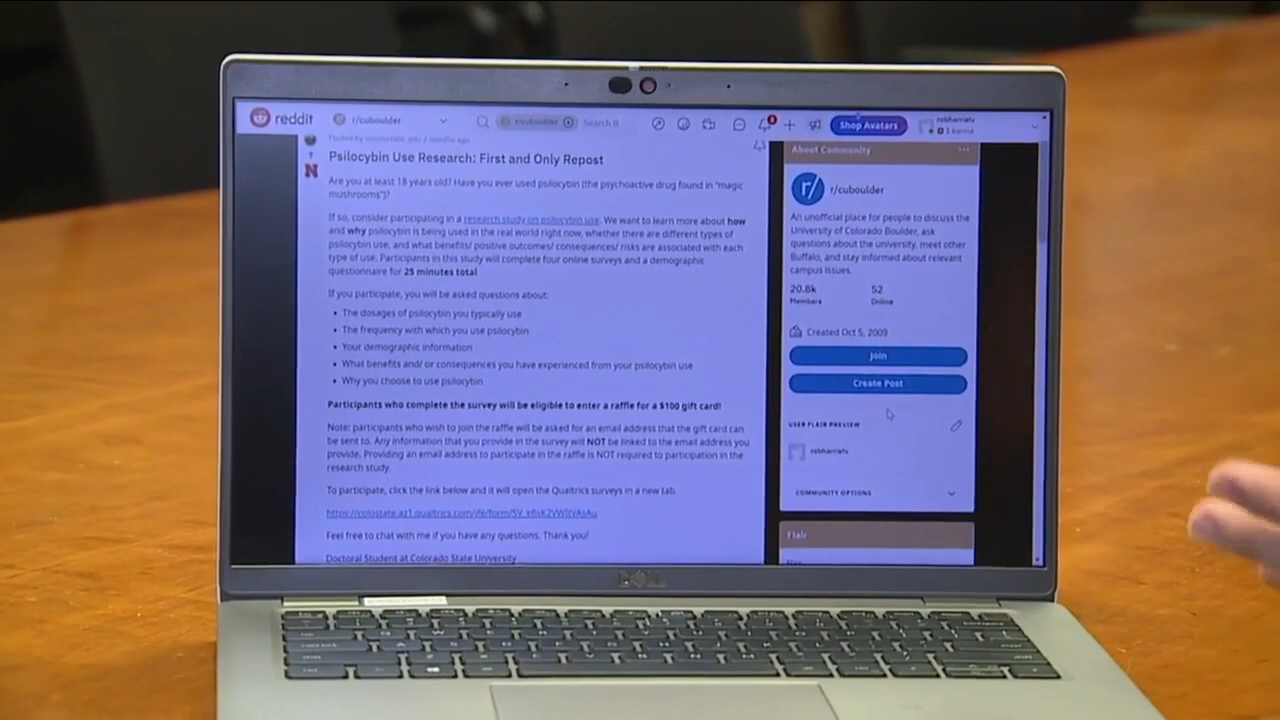 reddit
r/cuboulder
r/cuboulder
Search R
8
Shop Avatars
robharristv
1 karma
2 months ago
Psilocybin Use Research: First and Only Repost
?
N
Are you at least 18 years old? Have you ever used psilocybin (the psychoactive drug found in "magic
mushrooms")?
If so, consider participating in a research study on psilocybin use. We want to learn more about how
and why psilocybin is being used in the real world right now, whether there are different types of
psilocybin use, and what benefits/ positive outcomes/ consequences/ risks are associated with each
type of use. Participants in this study will complete four online surveys and a demographic
questionnaire for 25 minutes total
If you participate, you will be asked questions about:
• The dosages of psilocybin you typically use
• The frequency with which you use psilocybin
• Your demographic information
• What benefits and/ or consequences you have experienced from your psilocybin use
• Why you choose to use psilocybin
Participants who complete the survey will be eligible to enter a raffle for a $100 gift card!
Note: participants who wish to join the raffle will be asked for an email address that the gift card can
be sent to. Any information that you provide in the survey will NOT be linked to the email address you
provide. Providing an email address to participate in the raffle is NOT required to participation in the
research study.
To participate, click the link below and it will open the Qualtrics surveys in a new tab.
Feel free to chat with me if you have any questions. Thank you!
Doctoral Student at Colorado State University
About Community
r/
r/cuboulder
An unofficial place for people to discuss the
University of Colorado Boulder, ask
questions about the university, meet other
Buffalo, and stay informed about relevant
campus issues.
20.8k 52
Members Online
Created Oct 5, 2009
Join
Create Post
USER FLAIR PREVIEW
robharristv
COMMUNITY OPTIONS
Flair
DELL